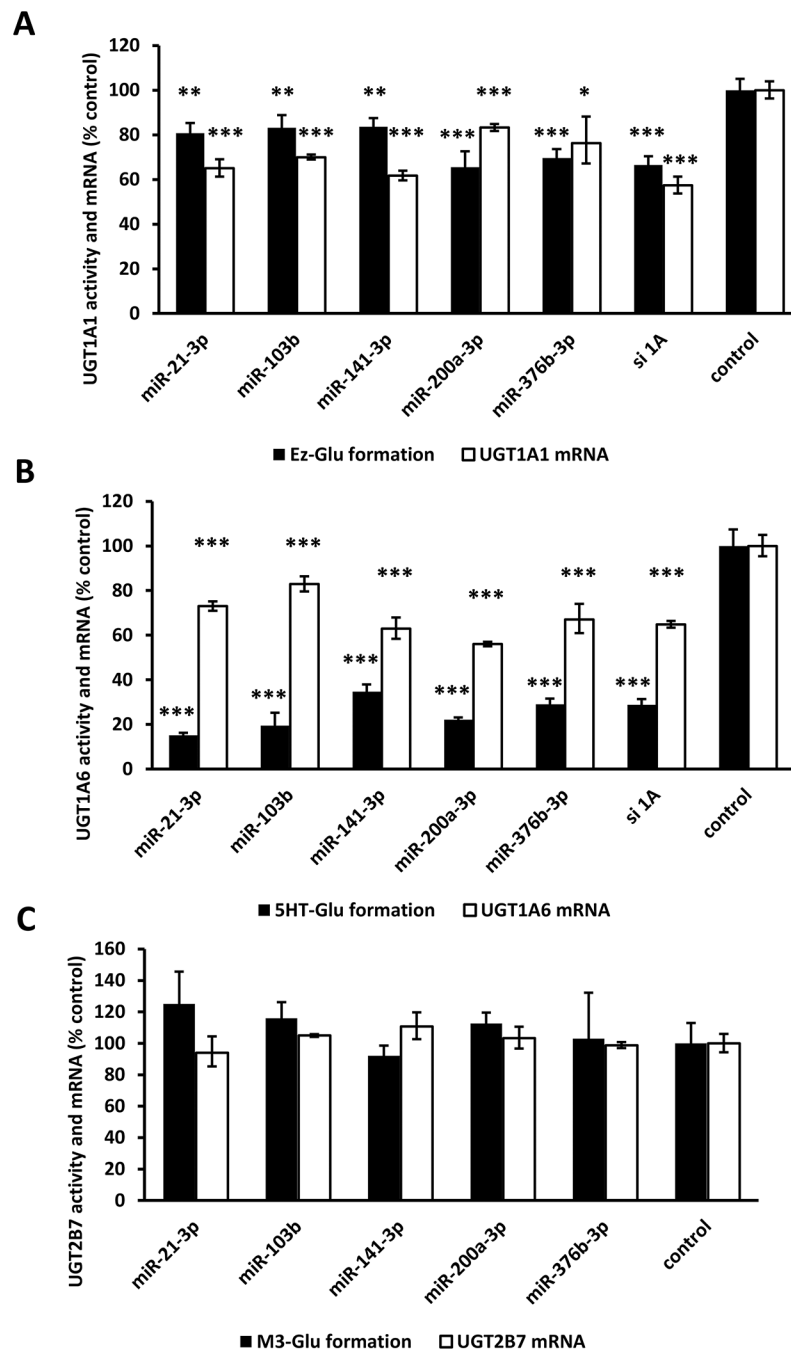 A
UGT1A1 activity and mRNA (% control)
120
100
80
60
40
20
0
** *** ** *** ** *** *** *** *** * *** ***
miR-21-3p miR-103b miR-141-3p miR-200a-3p miR-376b-3p si 1A control
Ez-Glu formation UGT1A1 mRNA
B
UGT1A6 activity and mRNA (% control)
120
100
80
60
40
20
0
*** *** *** *** *** *** *** *** *** *** *** ***
miR-21-3p miR-103b miR-141-3p miR-200a-3p miR-376b-3p si 1A control
5HT-Glu formation UGT1A6 mRNA
C
UGT2B7 activity and mRNA (% control)
160
140
120
100
80
60
40
20
0
miR-21-3p miR-103b miR-141-3p miR-200a-3p miR-376b-3p control
M3-Glu formation UGT2B7 mRNA